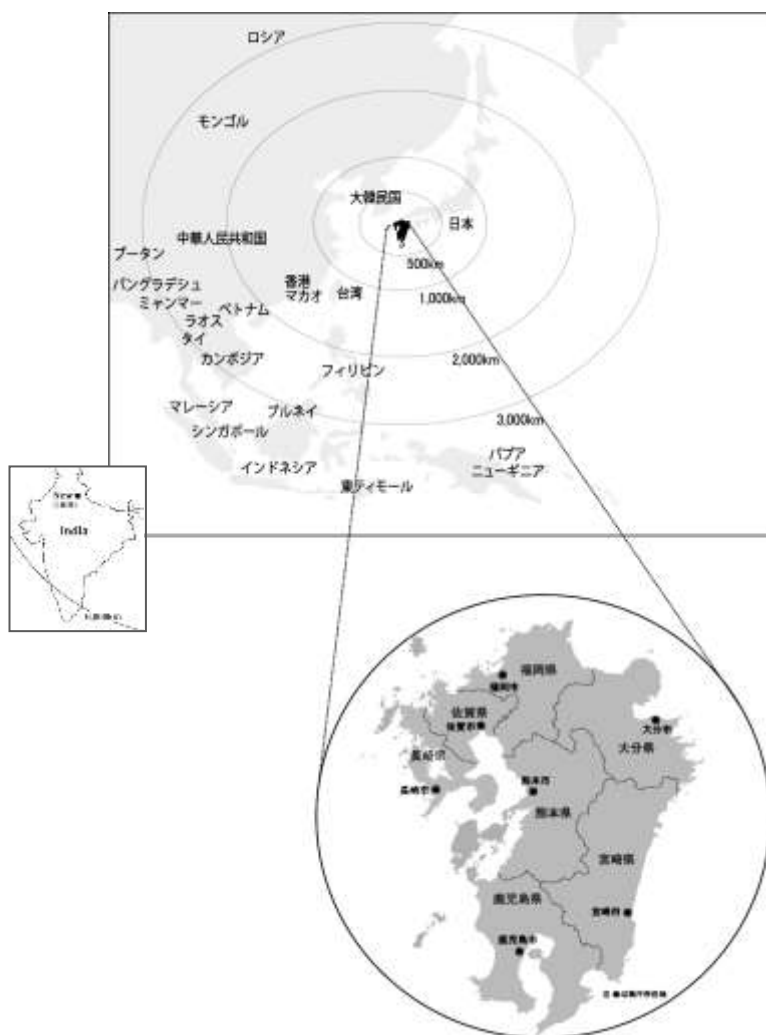 ロシア
モンゴル
大韓民国
日本
中華人民共和国
ブータン
バングラデシュ
ミャンマー
香港
マカオ
台湾
ベトナム
ラオス
タイ
カンボジア
フィリピン
マレーシア
ブルネイ
シンガポール
インドネシア
東ティモール
パプア
ニューギニア
500km
1,000km
2,000km
3,000km
New
India
福岡県
福岡市
佐賀県
佐賀市
長崎県
長崎市
大分市
大分県
熊本市
熊本県
宮崎県
宮崎市
鹿児島県
鹿児島市